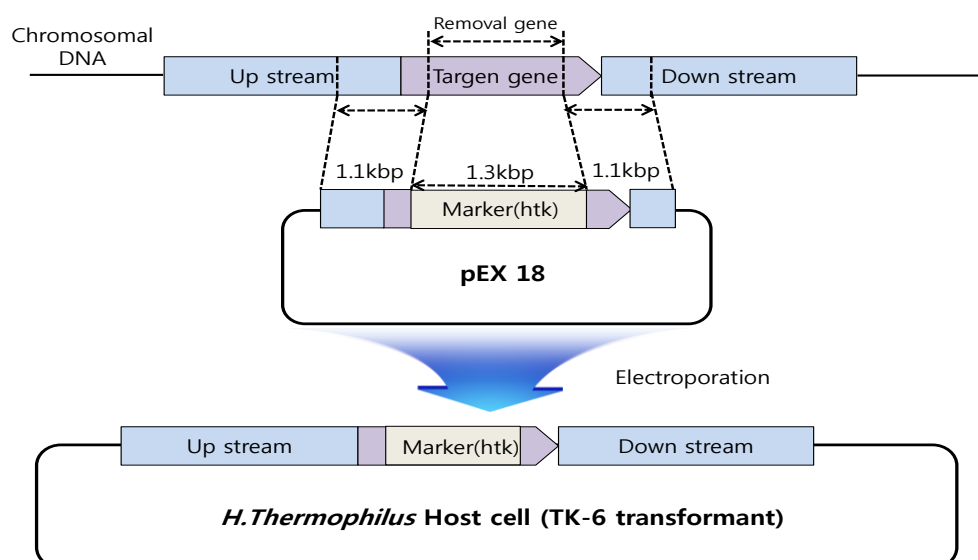 Removal gene
Chromosomal
DNA
Up stream
Targen gene
Down stream
1.1kbp
1.3kbp
1.1kbp
Marker(htk)
pEX 18
Electroporation
Up stream
Marker(htk)
Down stream
H.Thermophilus Host cell (TK-6 transformant)